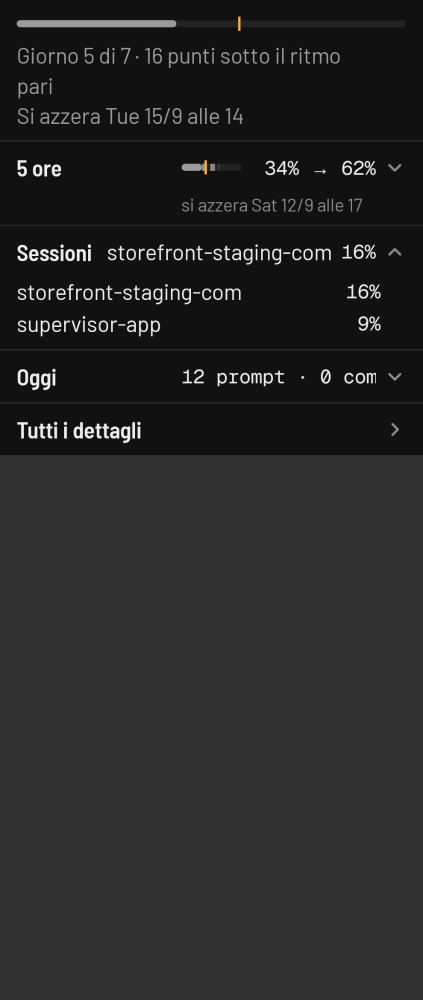 Giorno 5 di 7 · 16 punti sotto il ritmo
pari
Si azzera Tue 15/9 alle 14
5 ore 34% → 62%
si azzera Sat 12/9 alle 17
Sessioni storefront-staging-com 16%
storefront-staging-com 16%
supervisor-app 9%
Oggi 12 prompt · 0 com
Tutti i dettagli